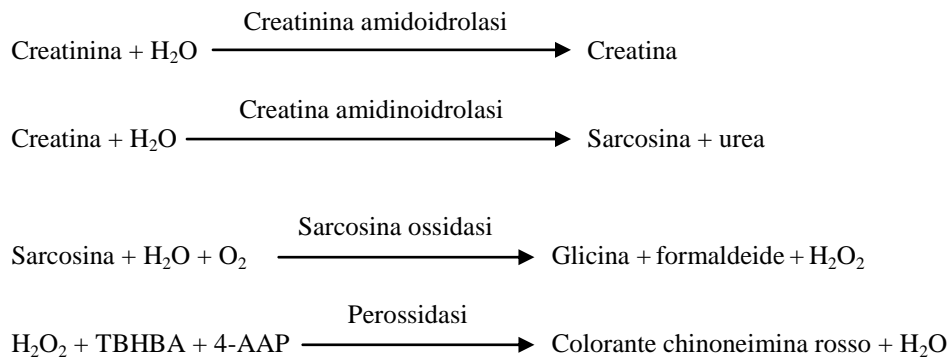 Creatinina amidoidrolasi
Creatinina + H₂O Creatina
Creatina amidinoidrolasi
Creatina + H₂O Sarcosina + urea
Sarcosina ossidasi
Sarcosina + H₂O + O₂ Glicina + formaldeide + H₂O₂
Perossidasi
H₂O₂ + TBHBA + 4-AAP Colorante chinoneimina rosso + H₂O